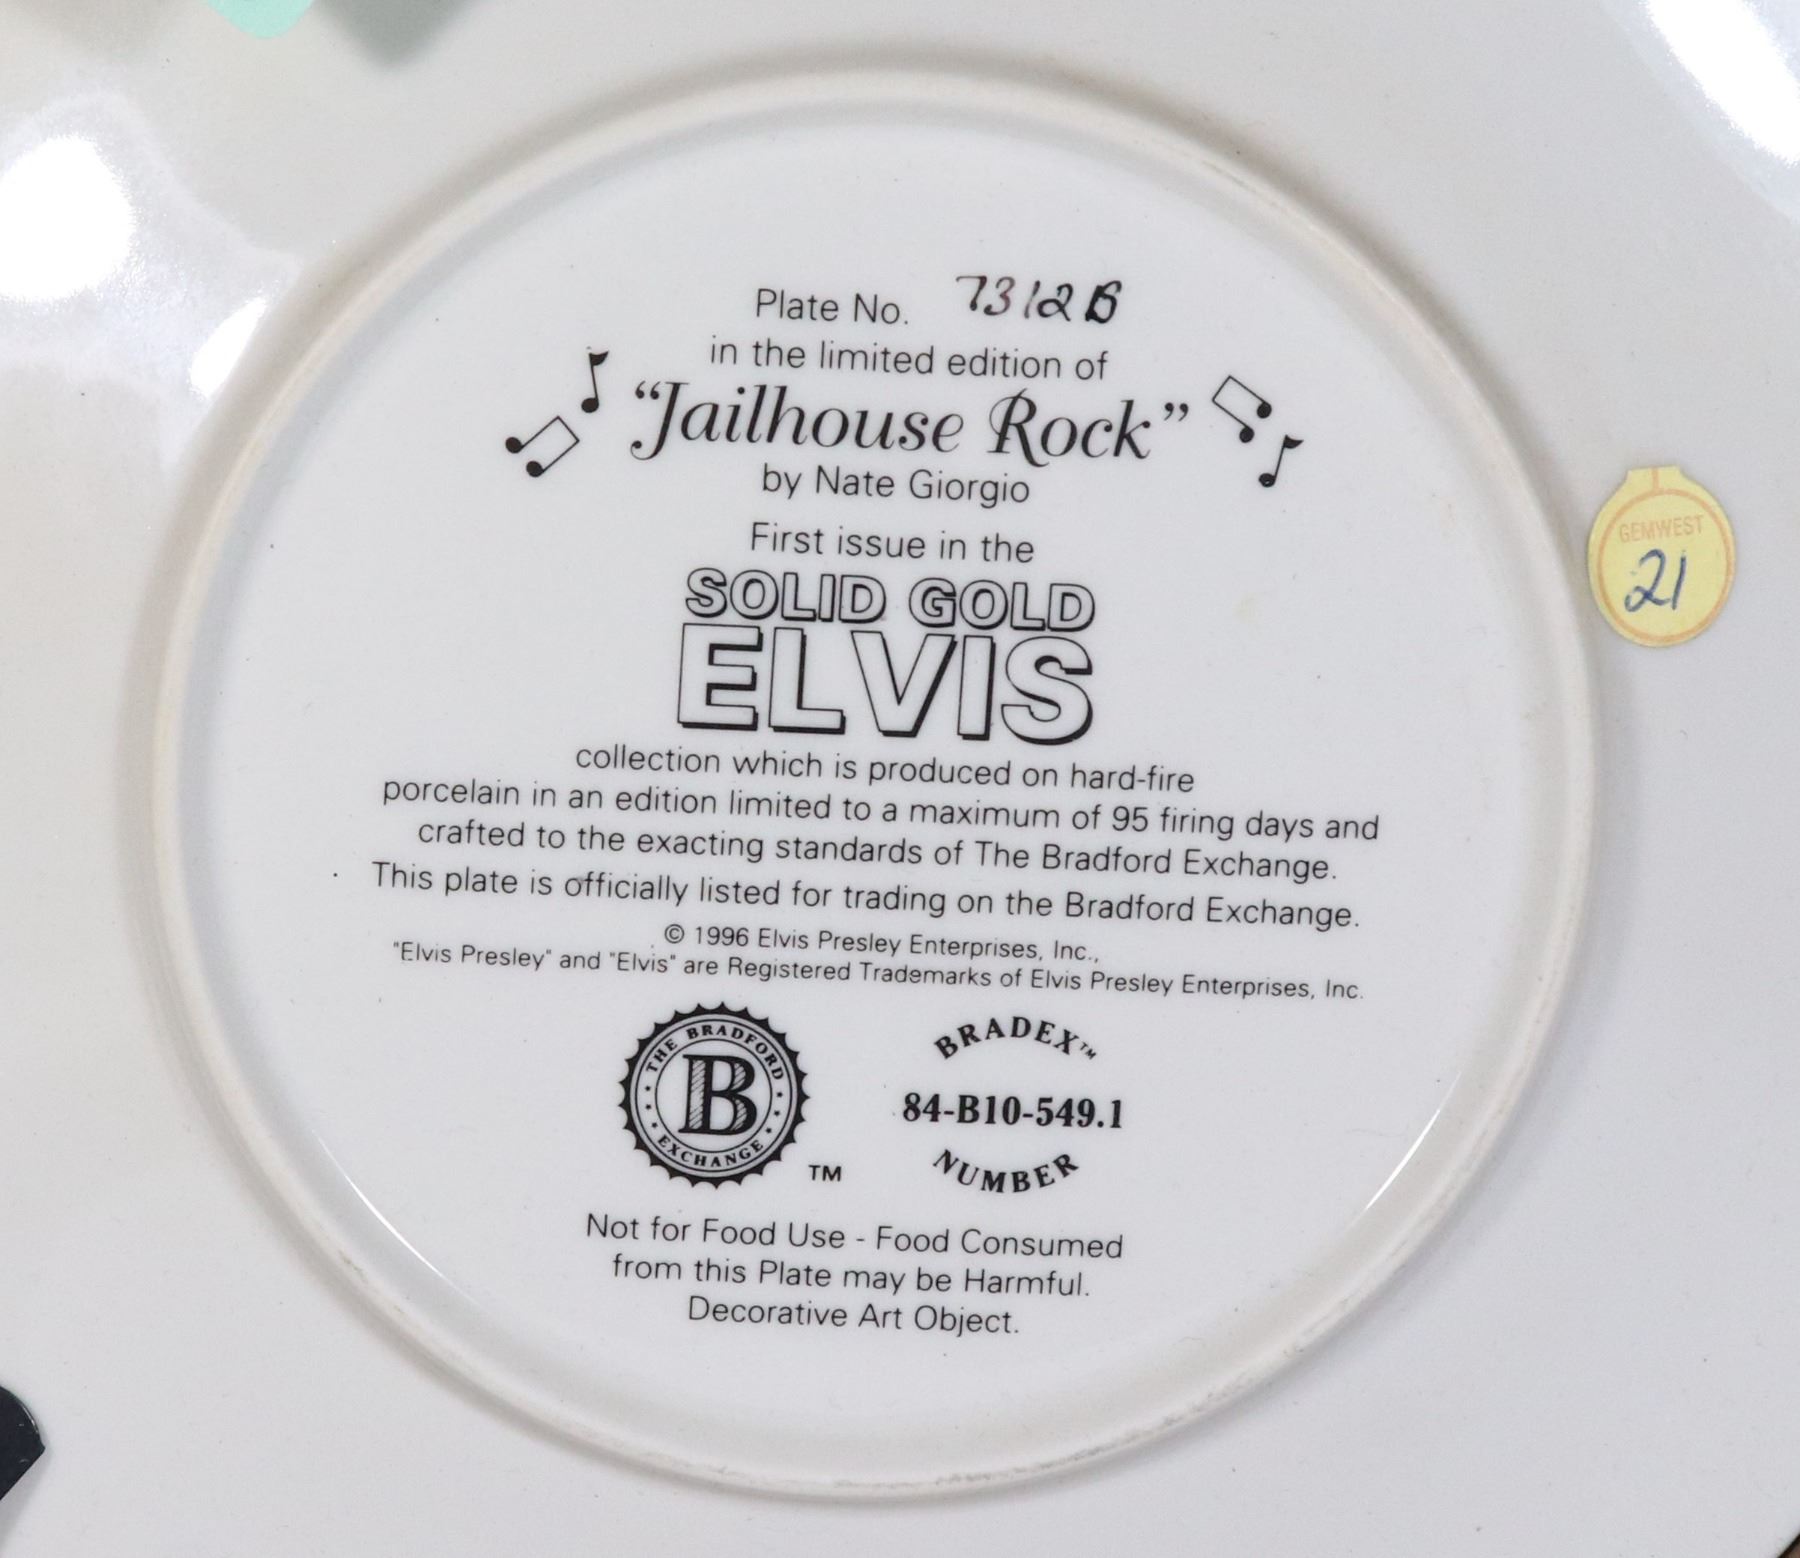 Plate No. 7312B
in the limited edition of
“Jailhouse Rock”
by Nate Giorgio
First issue in the
SOLID GOLD
ELVIS
collection which is produced on hard-fire
porcelain in an edition limited to a maximum of 95 firing days and
crafted to the exacting standards of The Bradford Exchange.
This plate is officially listed for trading on the Bradford Exchange.
© 1996 Elvis Presley Enterprises, Inc.,
"Elvis Presley" and "Elvis" are Registered Trademarks of Elvis Presley Enterprises, Inc.
THE BRADFORD
B
EXCHANGE
TM
BRADEX™
84-B10-549.1
NUMBER
Not for Food Use - Food Consumed
from this Plate may be Harmful.
Decorative Art Object.
GEMWEST
21